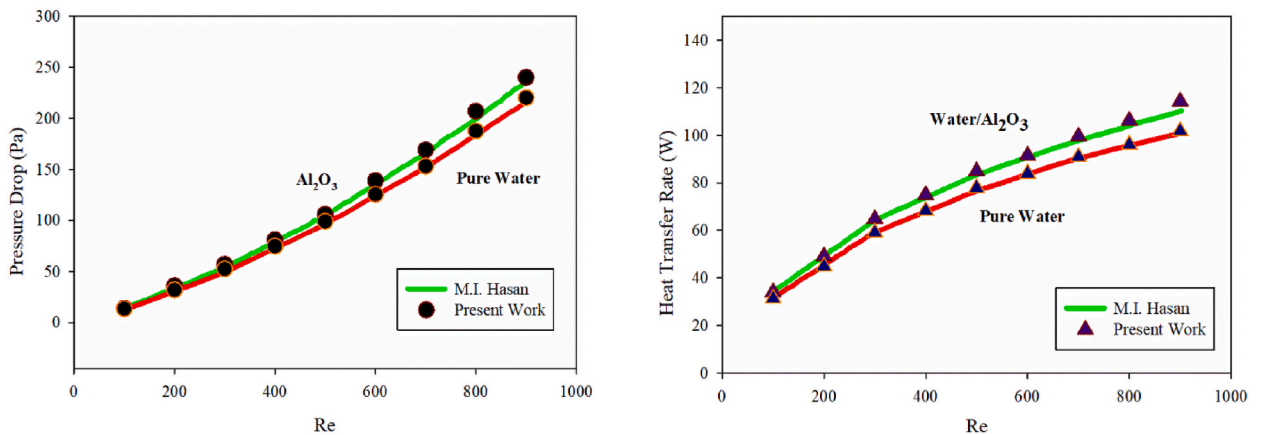 Pressure Drop (Pa)
300
250
200
150
100
50
0
Al₂O₃
Pure Water
M.I. Hasan
Present Work
0 200 400 600 800 1000
Re
Heat Transfer Rate (W)
140
120
100
80
60
40
20
0
Water/Al₂O₃
Pure Water
M.I. Hasan
Present Work
0 200 400 600 800 1000
Re